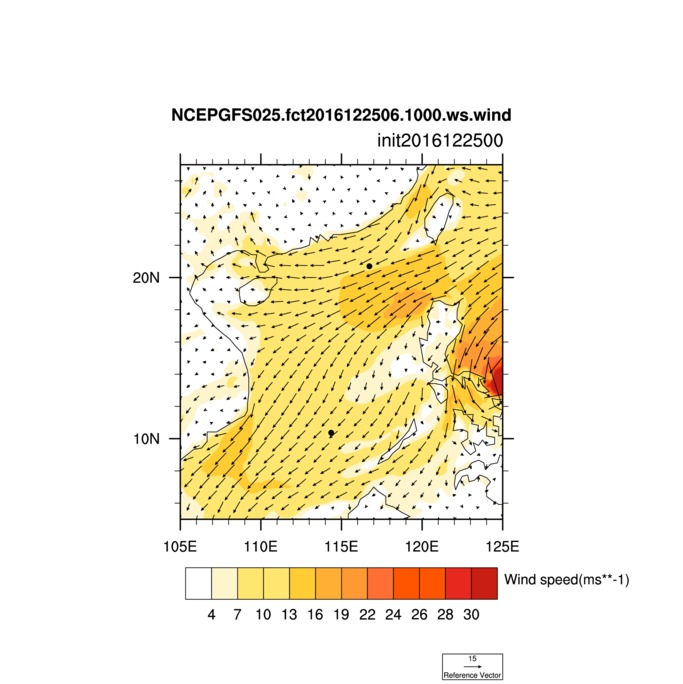 NCEPGFS025.fct2016122506.1000.ws.wind
init2016122500
20N
10N
105E 110E 115E 120E 125E
Wind speed(ms**-1)
4 7 10 13 16 19 22 24 26 28 30
15
Reference Vector